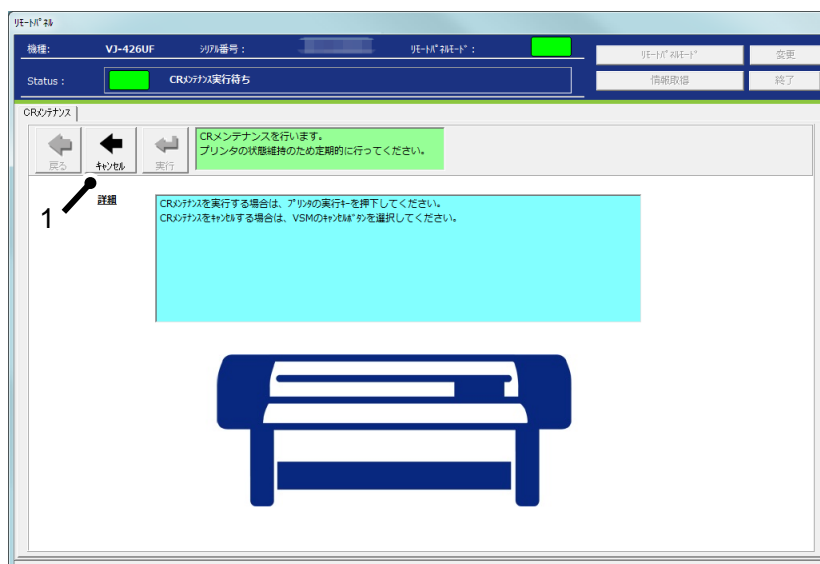 ﾘﾓｰﾄﾊﾟﾈﾙ
機種: VJ-426UF ｼﾘｱﾙ番号： ﾘﾓｰﾄﾊﾟﾈﾙﾓｰﾄﾞ：
ﾘﾓｰﾄﾊﾟﾈﾙﾓｰﾄﾞ 変更
Status： CRﾒﾝﾃﾅﾝｽ実行待ち
情報取得 終了
CRﾒﾝﾃﾅﾝｽ
戻る ｷｬﾝｾﾙ 実行
CRメンテナンスを行います。
プリンタの状態維持のため定期的に行ってください。
1
詳細
CRﾒﾝﾃﾅﾝｽを実行する場合は、ﾌﾟﾘﾝﾀの実行ｷｰを押下してください。
CRﾒﾝﾃﾅﾝｽをｷｬﾝｾﾙする場合は、VSMのｷｬﾝｾﾙﾎﾞﾀﾝを選択してください。